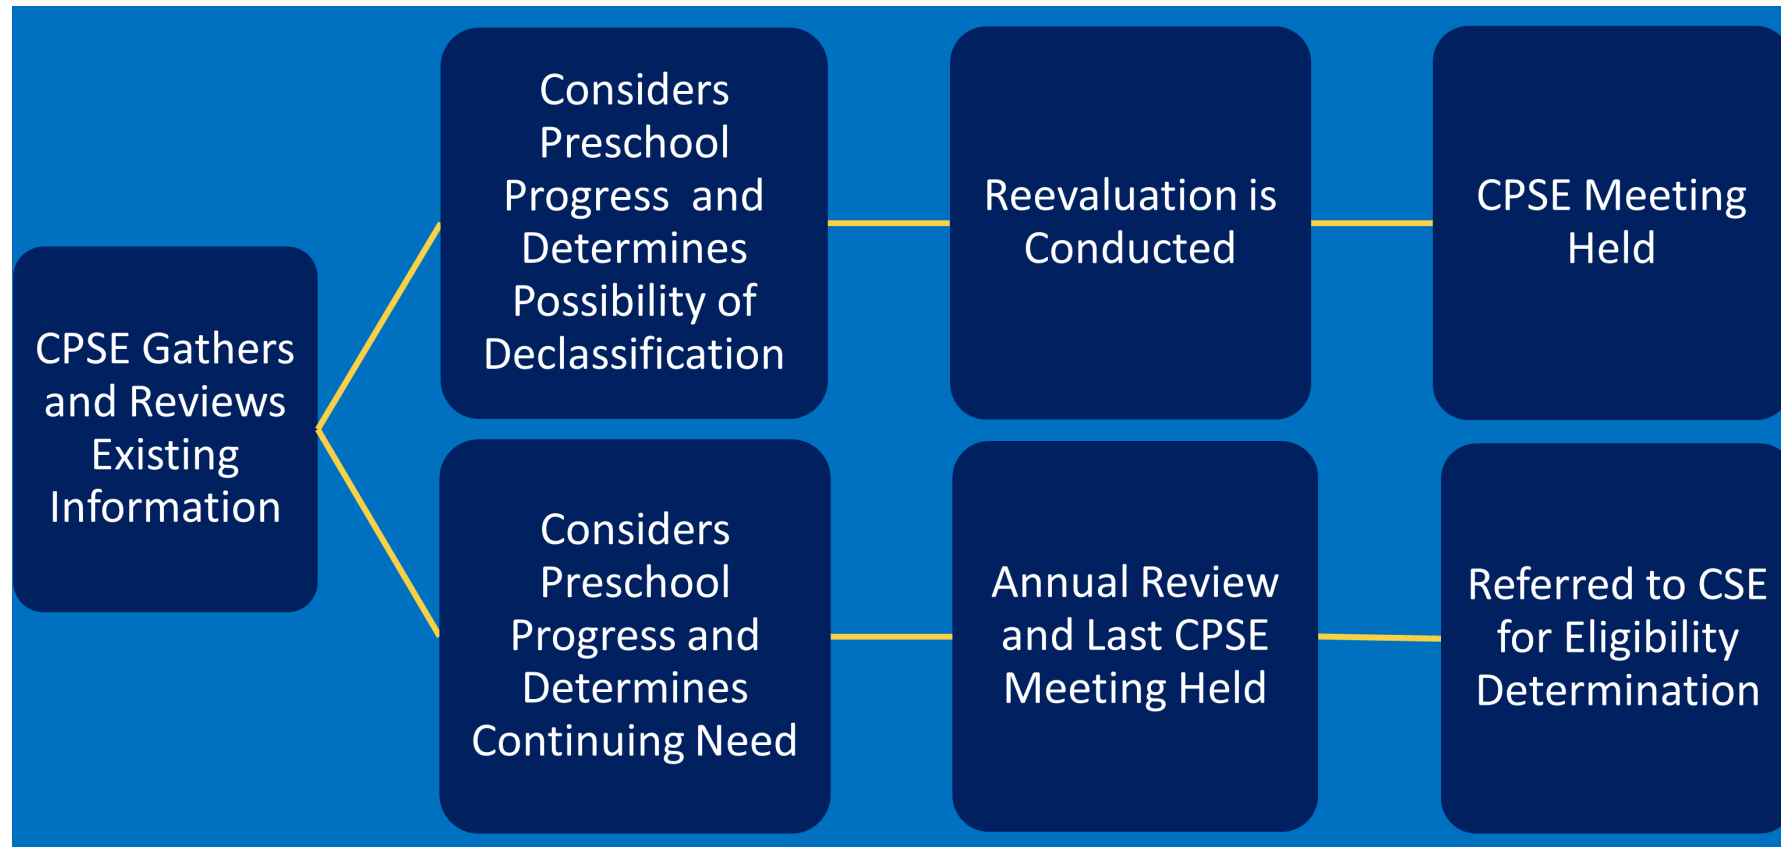 CPSE Gathers
and Reviews
Existing
Information
Considers
Preschool
Progress  and
Determines
Possibility of
Declassification
Reevaluation is
Conducted
CPSE Meeting
Held
Considers
Preschool
Progress and
Determines
Continuing Need
Annual Review
and Last CPSE
Meeting Held
Referred to CSE
for Eligibility
Determination